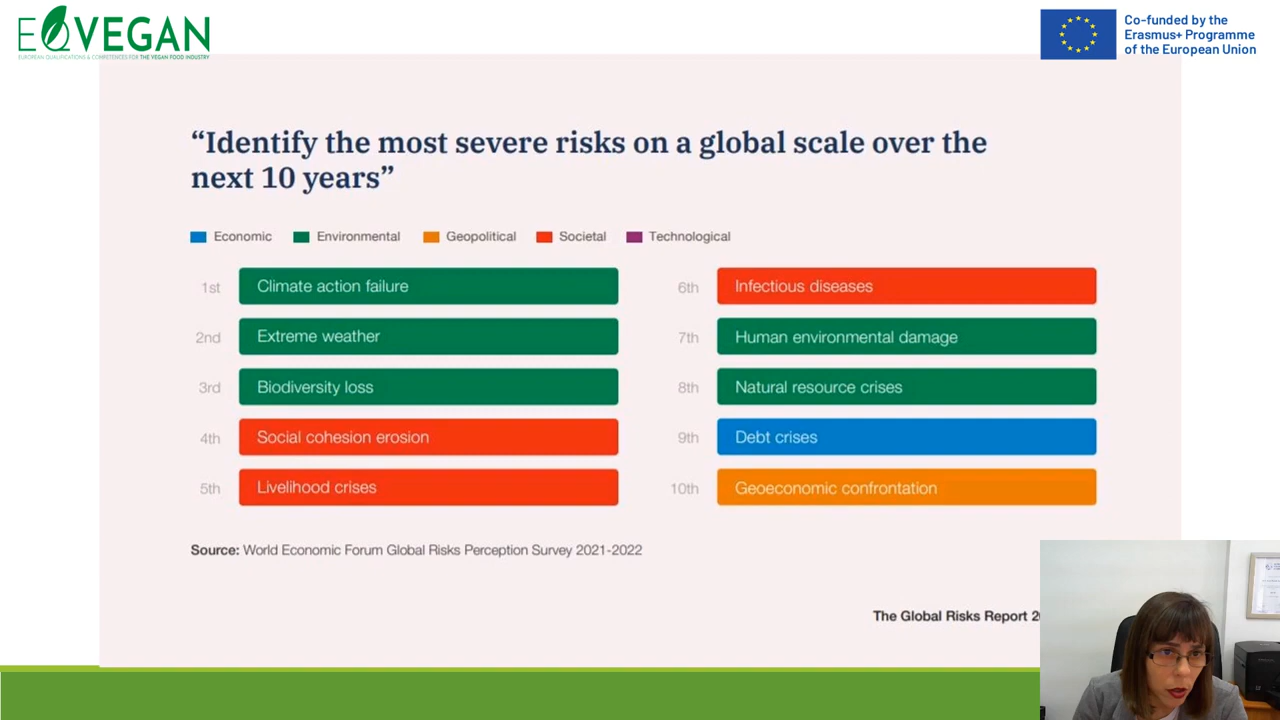 EQVEGAN
EUROPEAN QUALIFICATIONS & COMPETENCES FOR THE VEGAN FOOD INDUSTRY
Co-funded by the
Erasmus+ Programme
of the European Union
“Identify the most severe risks on a global scale over the
next 10 years”
Economic Environmental Geopolitical Societal Technological
1st Climate action failure
2nd Extreme weather
3rd Biodiversity loss
4th Social cohesion erosion
5th Livelihood crises
6th Infectious diseases
7th Human environmental damage
8th Natural resource crises
9th Debt crises
10th Geoeconomic confrontation
Source: World Economic Forum Global Risks Perception Survey 2021-2022
The Global Risks Report